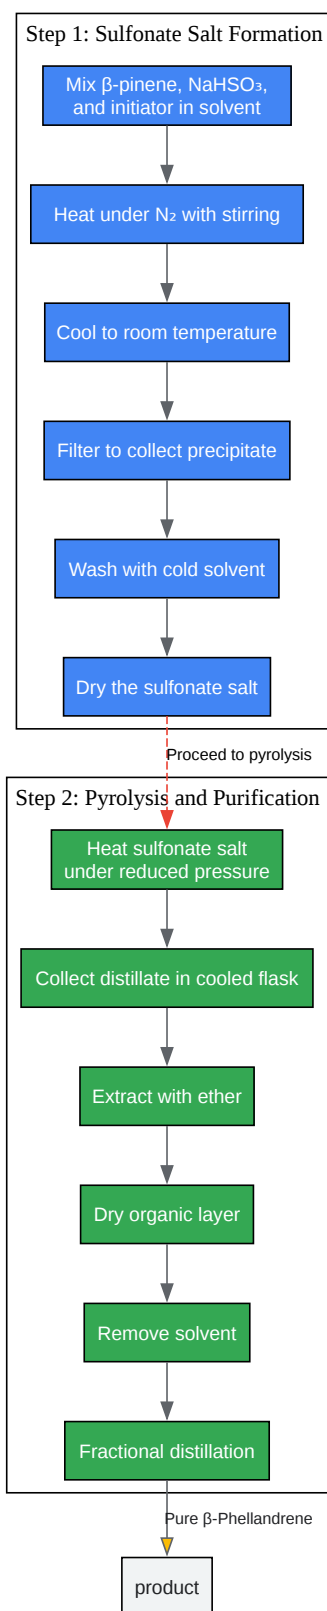 Step 1: Sulfonate Salt Formation
Mix β-pinene, NaHSO₃,
and initiator in solvent
Heat under N₂ with stirring
Cool to room temperature
Filter to collect precipitate
Wash with cold solvent
Dry the sulfonate salt
Proceed to pyrolysis
Step 2: Pyrolysis and Purification
Heat sulfonate salt
under reduced pressure
Collect distillate in cooled flask
Extract with ether
Dry organic layer
Remove solvent
Fractional distillation
Pure β-Phellandrene
product